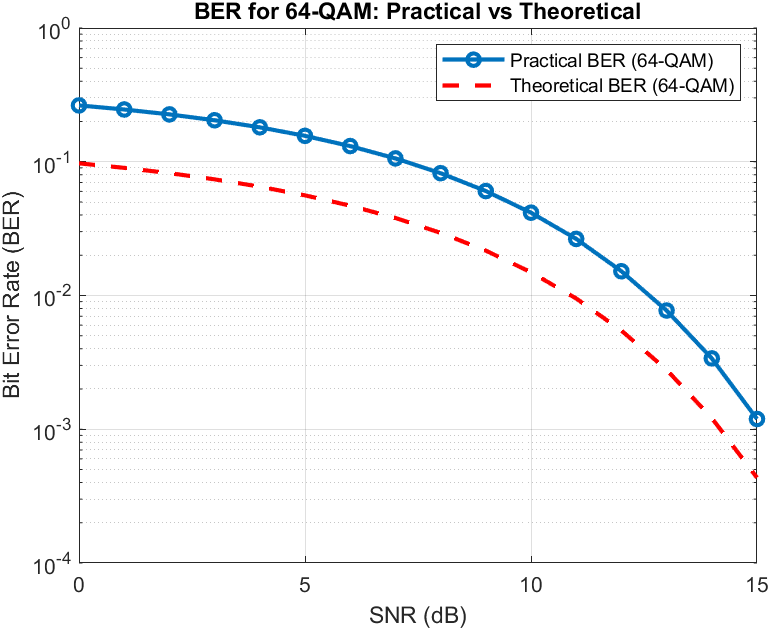 BER for 64-QAM: Practical vs Theoretical
10^0
Practical BER (64-QAM)
Theoretical BER (64-QAM)
10^-1
10^-2
10^-3
10^-4
Bit Error Rate (BER)
0 5 10 15
SNR (dB)